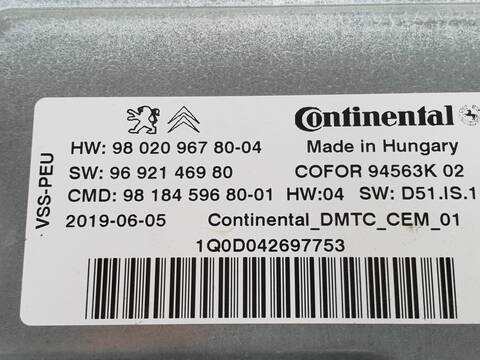 Continental
HW: 98 020 967 80-04 Made in Hungary
SW: 96 921 469 80 COFOR 94563K 02
CMD: 98 184 596 80-01 HW:04 SW: D51.IS.1
2019-06-05 Continental_DMTC_CEM_01
1Q0D042697753
VSS-PEU